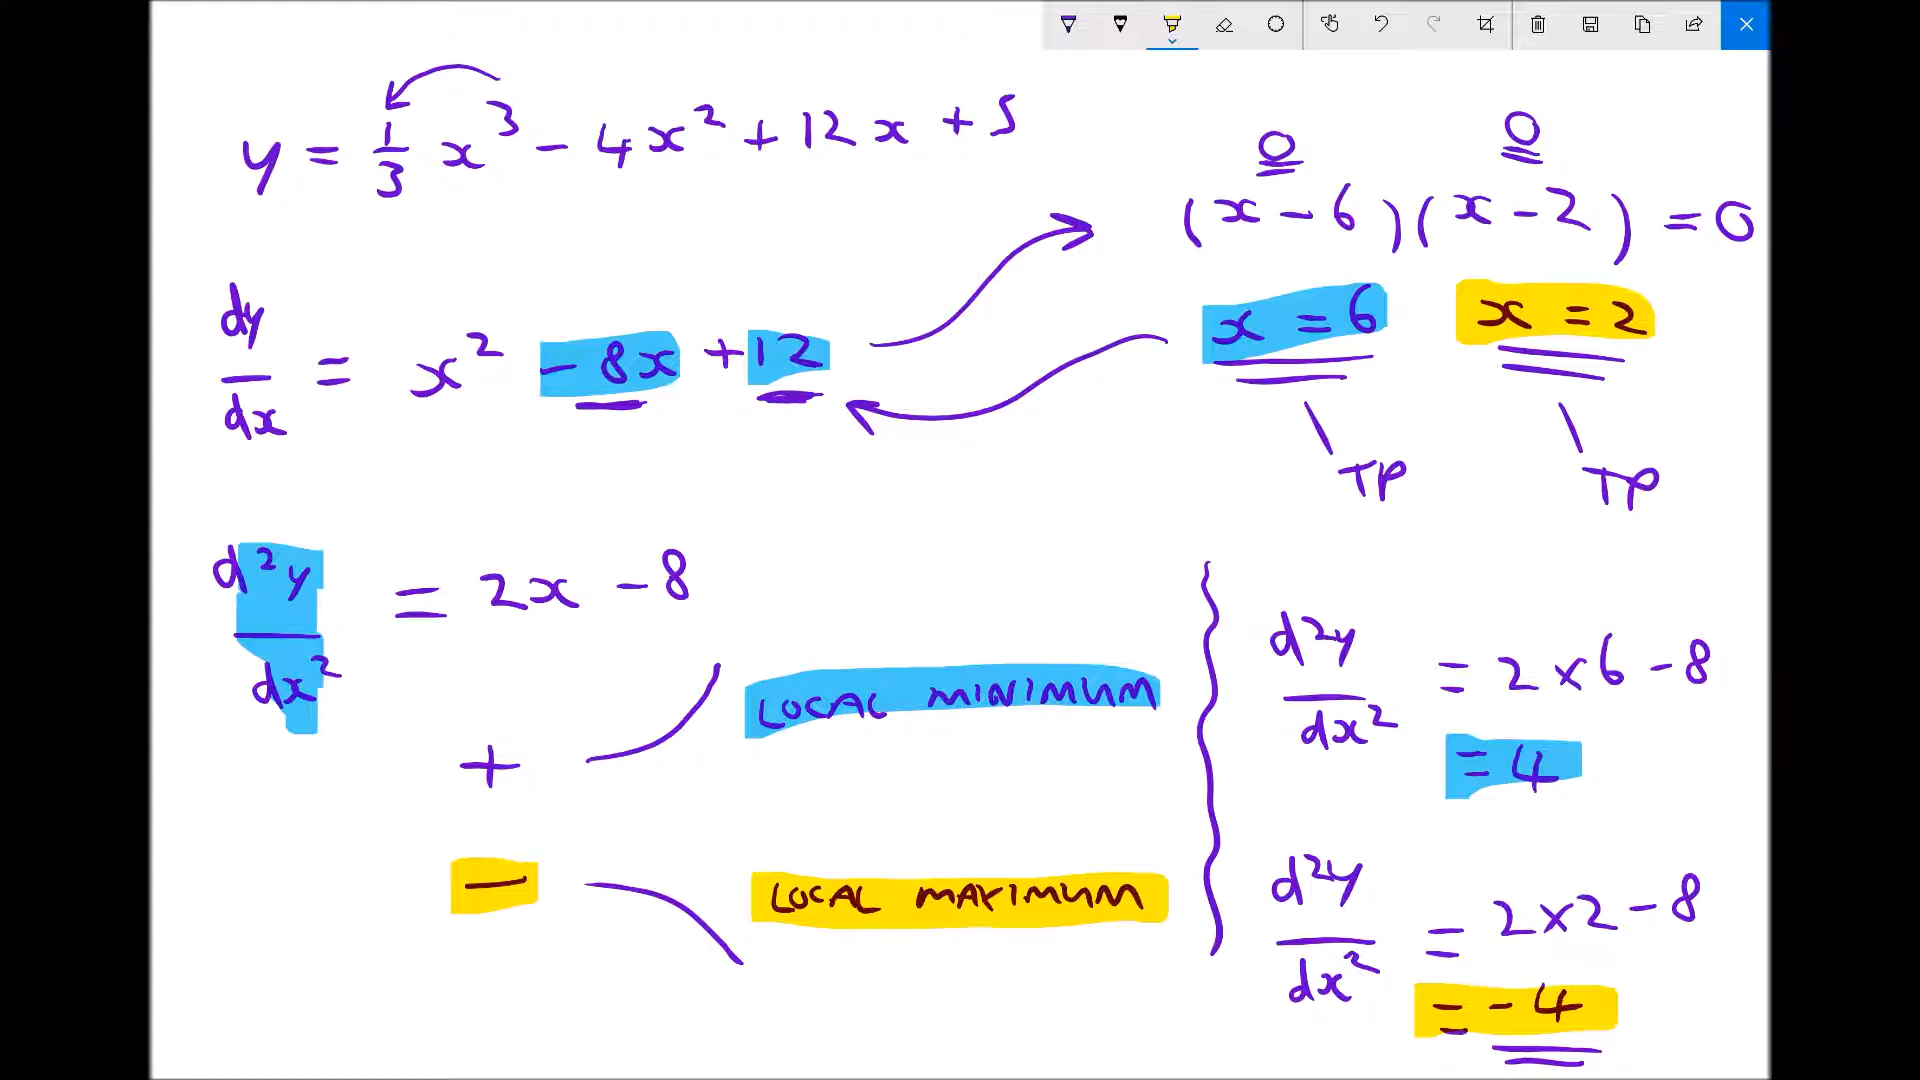 y = 1/3 x³ - 4x² + 12x + 5
0 0
(x - 6)(x - 2) = 0
x = 6 x = 2
TP TP
dy/dx = x² - 8x + 12
d²y/dx² = 2x - 8
+ LOCAL MINIMUM
- LOCAL MAXIMUM
d²y/dx² = 2 × 6 - 8
= 4
d²y/dx² = 2 × 2 - 8
= -4